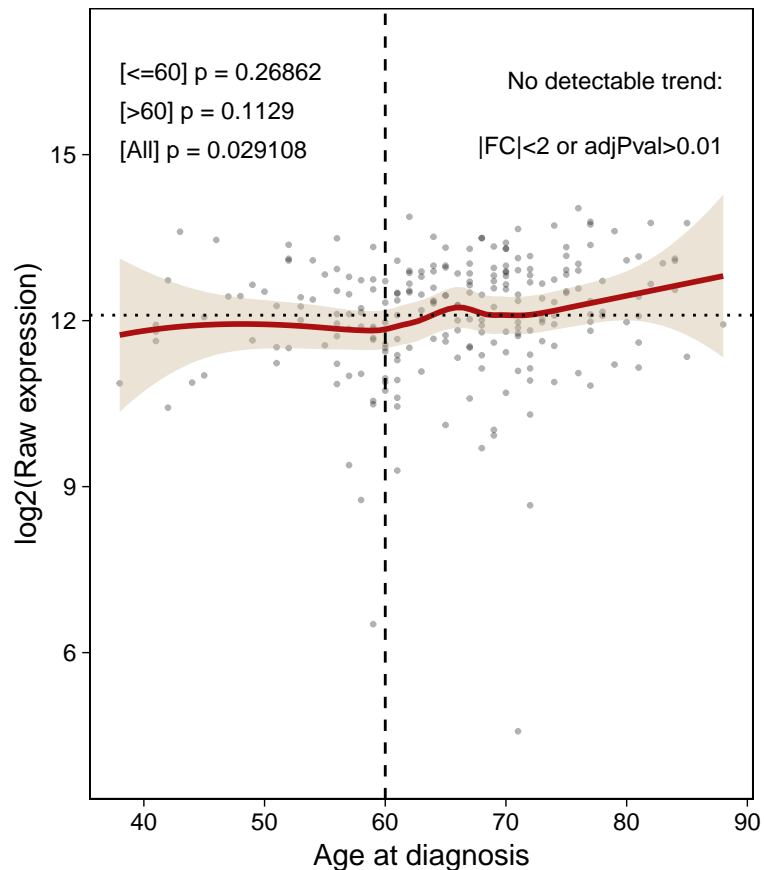 [<=60] p = 0.26862
[>60] p = 0.1129
[All] p = 0.029108
No detectable trend:
|FC|<2 or adjPval>0.01
log2(Raw expression)
15
12
9
6
40 50 60 70 80 90
Age at diagnosis